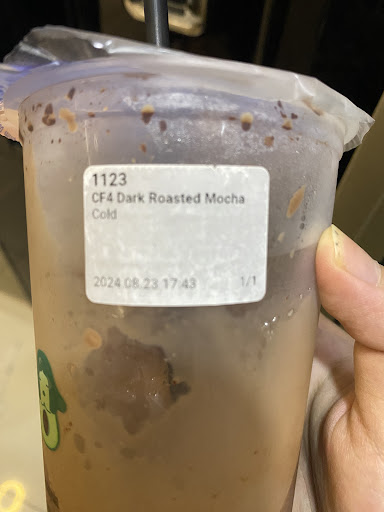 1123
CF4 Dark Roasted Mocha
Cold
2024.08.23 17:43 1/1